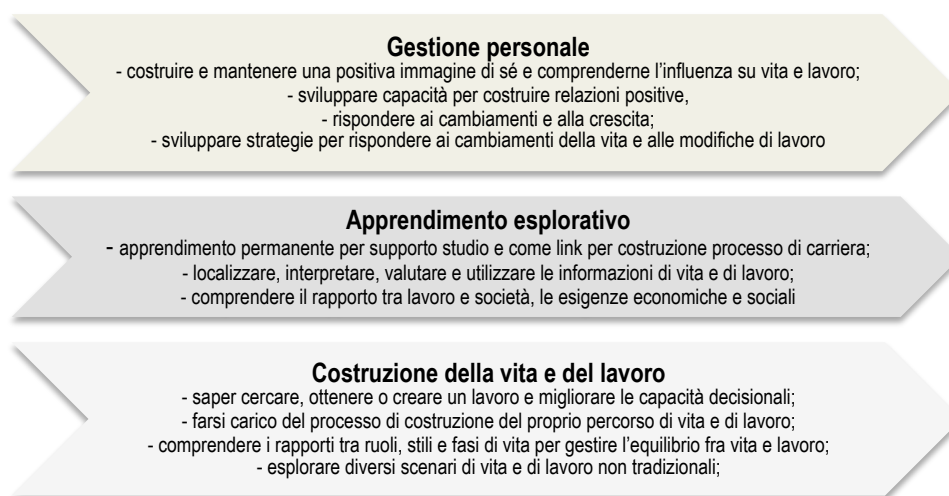 Gestione personale
- costruire e mantenere una positiva immagine di sé e comprenderne l’influenza su vita e lavoro;
- sviluppare capacità per costruire relazioni positive,
- rispondere ai cambiamenti e alla crescita;
- sviluppare strategie per rispondere ai cambiamenti della vita e alle modifiche di lavoro
Apprendimento esplorativo
- apprendimento permanente per supporto studio e come link per costruzione processo di carriera;
- localizzare, interpretare, valutare e utilizzare le informazioni di vita e di lavoro;
- comprendere il rapporto tra lavoro e società, le esigenze economiche e sociali
Costruzione della vita e del lavoro
- saper cercare, ottenere o creare un lavoro e migliorare le capacità decisionali;
- farsi carico del processo di costruzione del proprio percorso di vita e di lavoro;
- comprendere i rapporti tra ruoli, stili e fasi di vita per gestire l’equilibrio fra vita e lavoro;
- esplorare diversi scenari di vita e di lavoro non tradizionali;